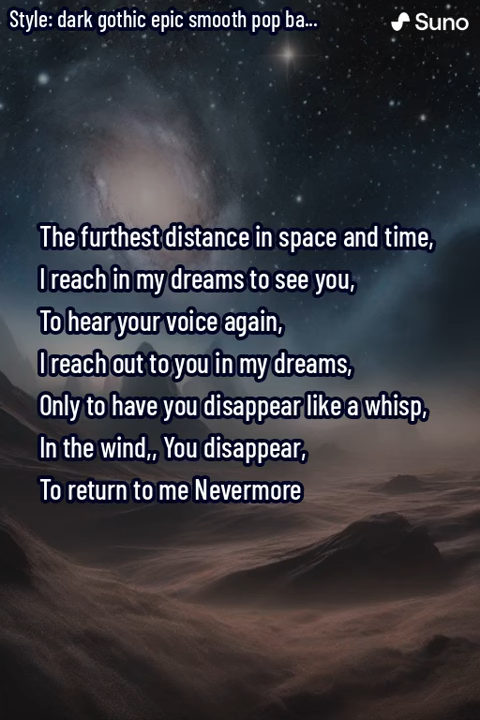 Style: dark gothic epic smooth pop ba...
Suno
The furthest distance in space and time,
I reach in my dreams to see you,
To hear your voice again,
I reach out to you in my dreams,
Only to have you disappear like a whisp,
In the wind,, You disappear,
To return to me Nevermore